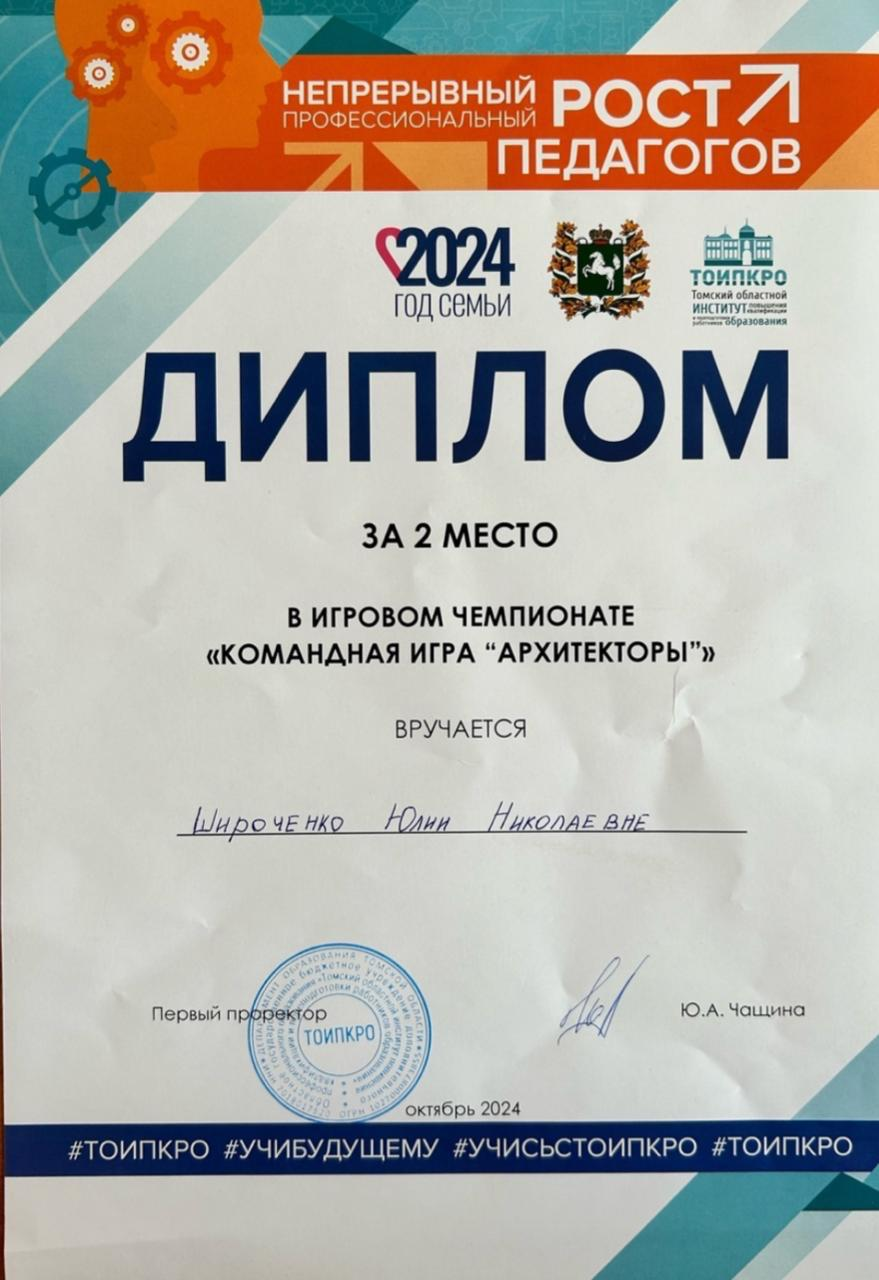 НЕПРЕРЫВНЫЙ
ПРОФЕССИОНАЛЬНЫЙ
РОСТ
ПЕДАГОГОВ
2024
ГОД СЕМЬИ
ТОИПКРО
Томский областной
ИНСТИТУТ повышения квалификации
и переподготовки работников образования
ДИПЛОМ
ЗА 2 МЕСТО
В ИГРОВОМ ЧЕМПИОНАТЕ
«КОМАНДНАЯ ИГРА “АРХИТЕКТОРЫ”»
ВРУЧАЕТСЯ
Широченко Юлии Николаевне
Первый проректор
ТОИПКРО
Ю.А. Чащина
октябрь 2024
#ТОИПКРО #УЧИБУДУЩЕМУ #УЧИСЬСТОИПКРО #ТОИПКРО